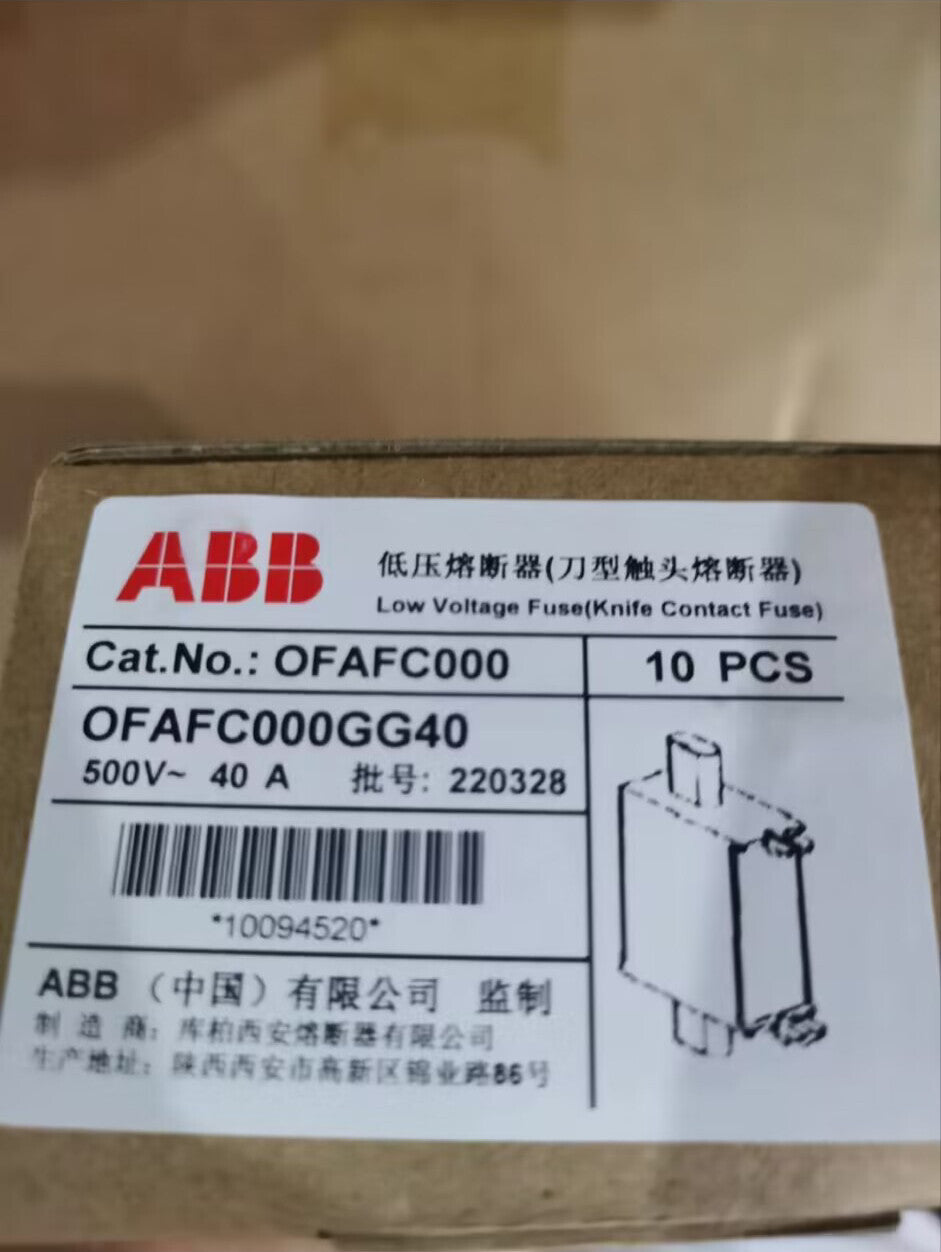 ABB
低压熔断器(刀型触头熔断器)
Low Voltage Fuse(Knife Contact Fuse)
Cat.No.: OFAFC000
10 PCS
OFAFC000GG40
500V~ 40 A 批号: 220328
*10094520*
ABB （中国）有限公司 监制
制 造 商: 库柏西安熔断器有限公司
生产地址: 陕西西安市高新区锦业路86号